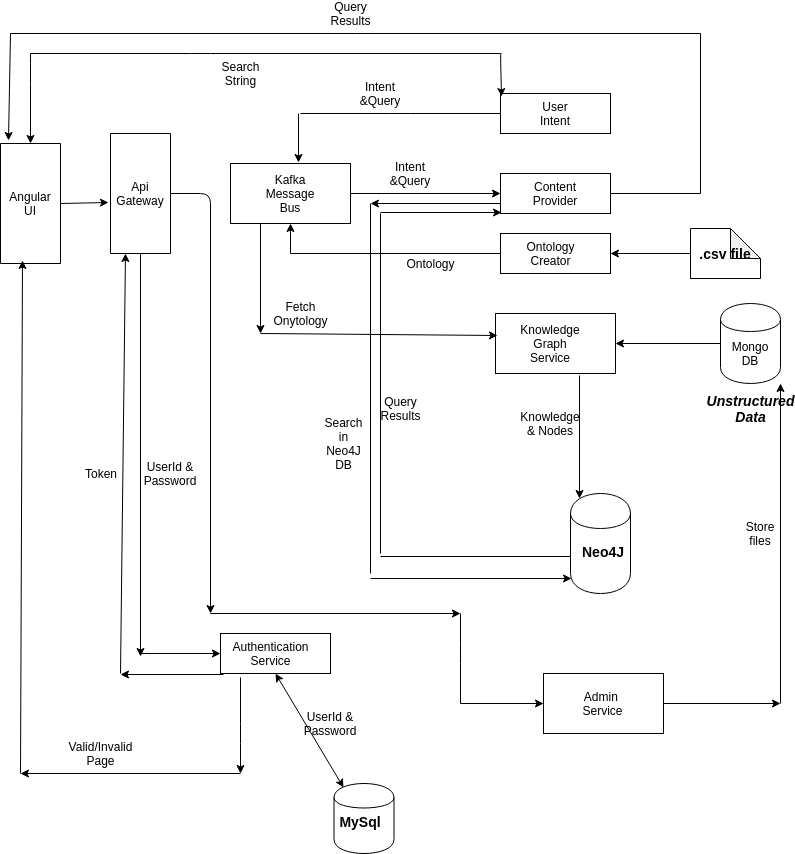 Query
Results
Search
String
Intent
&Query
User
Intent
Angular
UI
Api
Gateway
Kafka
Message
Bus
Intent
&Query
Content
Provider
Ontology
Ontology
Creator
.csv file
Fetch
Onytology
Knowledge
Graph
Service
Mongo
DB
Unstructured
Data
Query
Results
Search
in
Neo4J
DB
Knowledge
& Nodes
Token
UserId &
Password
Neo4J
Store
files
Authentication
Service
Admin
Service
UserId &
Password
Valid/Invalid
Page
MySql